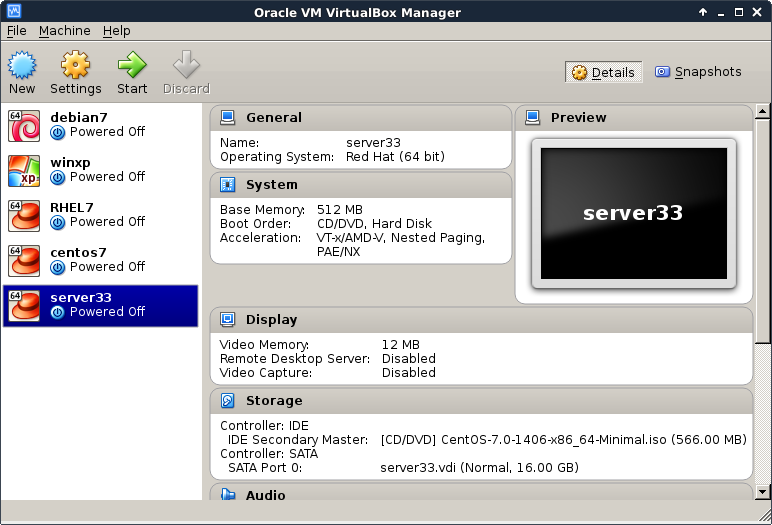 Oracle VM VirtualBox Manager
File Machine Help
New Settings Start Discard
Details Snapshots
64 debian7
Powered Off
winxp
xp Powered Off
64 RHEL7
Powered Off
64 centos7
Powered Off
64 server33
Powered Off
General
Name: server33
Operating System: Red Hat (64 bit)
System
Base Memory: 512 MB
Boot Order: CD/DVD, Hard Disk
Acceleration: VT-x/AMD-V, Nested Paging,
PAE/NX
Preview
server33
Display
Video Memory: 12 MB
Remote Desktop Server: Disabled
Video Capture: Disabled
Storage
Controller: IDE
IDE Secondary Master: [CD/DVD] CentOS-7.0-1406-x86_64-Minimal.iso (566.00 MB)
Controller: SATA
SATA Port 0: server33.vdi (Normal, 16.00 GB)
Audio